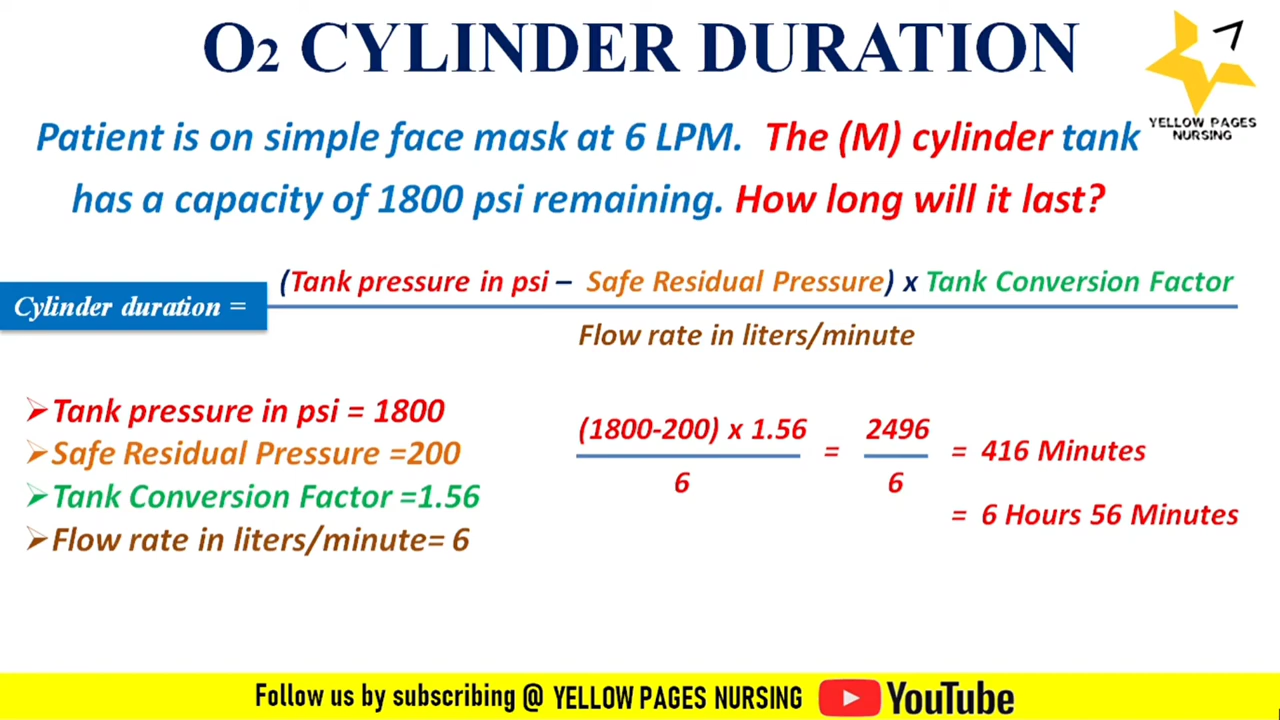 O2 CYLINDER DURATION
YELLOW PAGES
NURSING
Patient is on simple face mask at 6 LPM. The (M) cylinder tank
has a capacity of 1800 psi remaining. How long will it last?
Cylinder duration =
(Tank pressure in psi – Safe Residual Pressure) x Tank Conversion Factor
Flow rate in liters/minute
➢Tank pressure in psi = 1800
➢Safe Residual Pressure =200
➢Tank Conversion Factor =1.56
➢Flow rate in liters/minute= 6
(1800-200) x 1.56
6
=
2496
6
= 416 Minutes
= 6 Hours 56 Minutes
Follow us by subscribing @ YELLOW PAGES NURSING YouTube